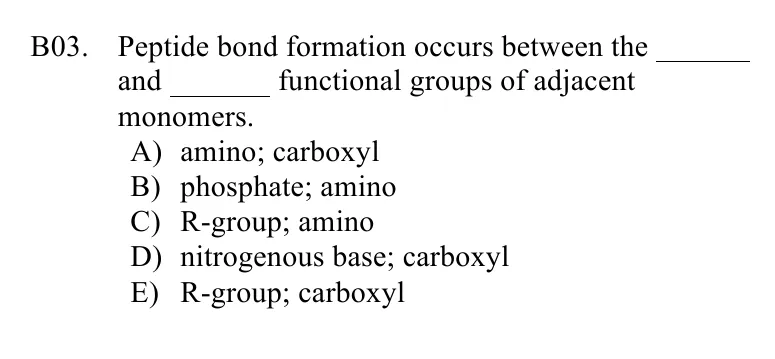 B03. Peptide bond formation occurs between the _______
and _______ functional groups of adjacent
monomers.
A) amino; carboxyl
B) phosphate; amino
C) R-group; amino
D) nitrogenous base; carboxyl
E) R-group; carboxyl